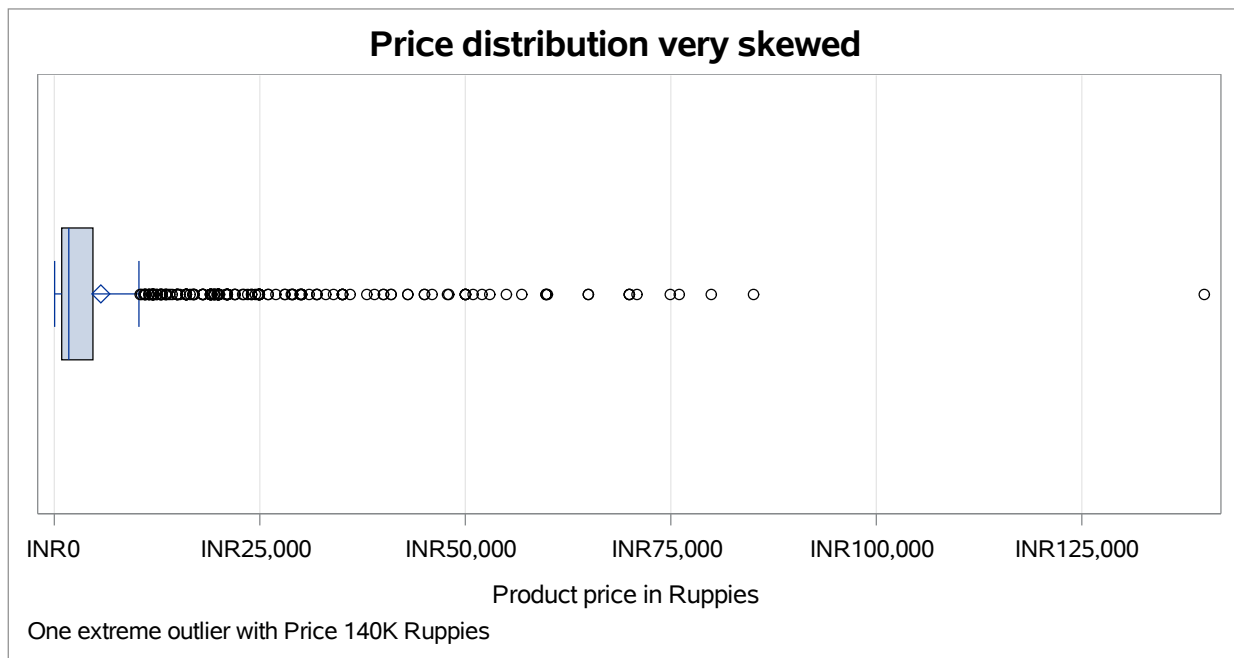 Price distribution very skewed
INR0 INR25,000 INR50,000 INR75,000 INR100,000 INR125,000
Product price in Ruppies
One extreme outlier with Price 140K Ruppies